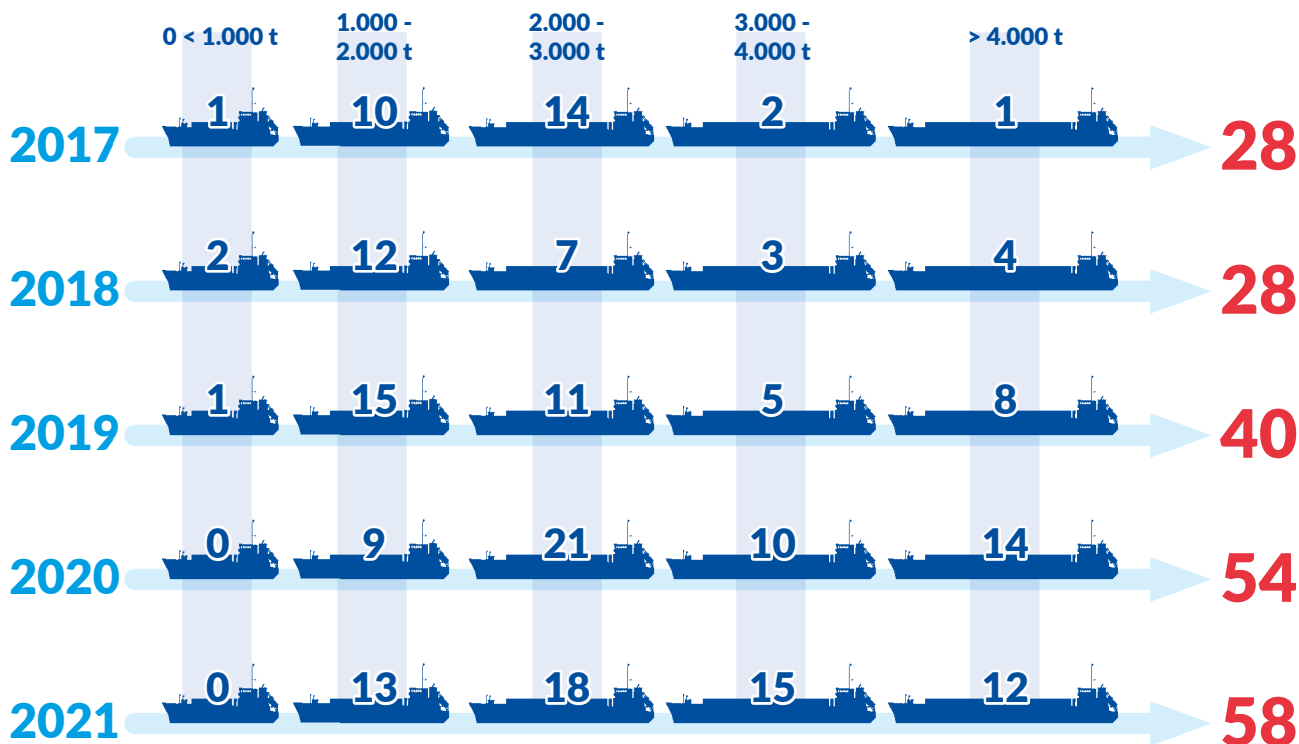 0 < 1.000 t
1.000 -
2.000 t
2.000 -
3.000 t
3.000 -
4.000 t
> 4.000 t
2017 1 10 14 2 1 28
2018 2 12 7 3 4 28
2019 1 15 11 5 8 40
2020 0 9 21 10 14 54
2021 0 13 18 15 12 58